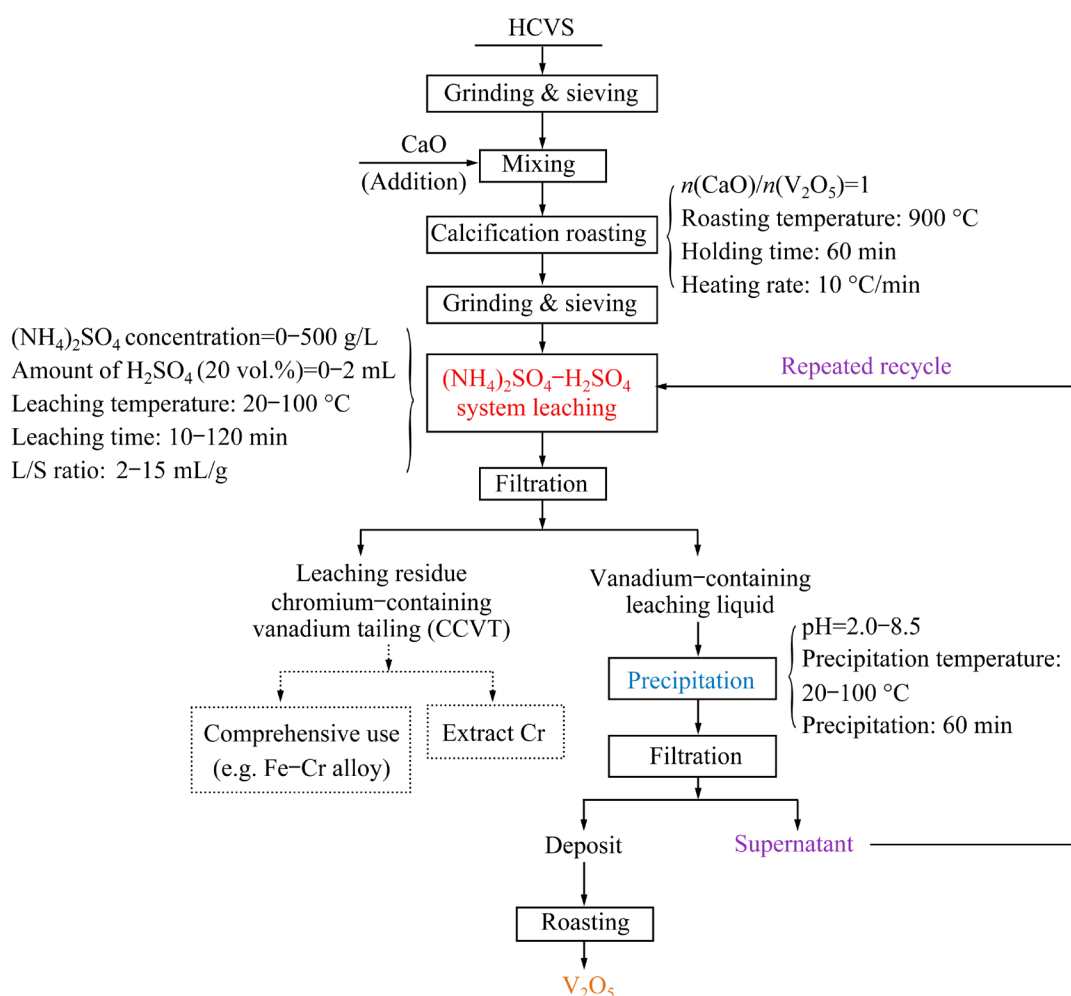 HCVS
Grinding & sieving
CaO
(Addition)
Mixing
n(CaO)/n(V₂O₅)=1
Roasting temperature: 900 °C
Holding time: 60 min
Heating rate: 10 °C/min
Calcification roasting
Grinding & sieving
(NH₄)₂SO₄ concentration=0−500 g/L
Amount of H₂SO₄ (20 vol.%)=0−2 mL
Leaching temperature: 20−100 °C
Leaching time: 10−120 min
L/S ratio: 2−15 mL/g
(NH₄)₂SO₄−H₂SO₄
system leaching
Repeated recycle
Filtration
Leaching residue
chromium−containing
vanadium tailing (CCVT)
Vanadium−containing
leaching liquid
pH=2.0−8.5
Precipitation temperature:
20−100 °C
Precipitation: 60 min
Precipitation
Comprehensive use
(e.g. Fe−Cr alloy)
Extract Cr
Filtration
Deposit
Supernatant
Roasting
V₂O₅